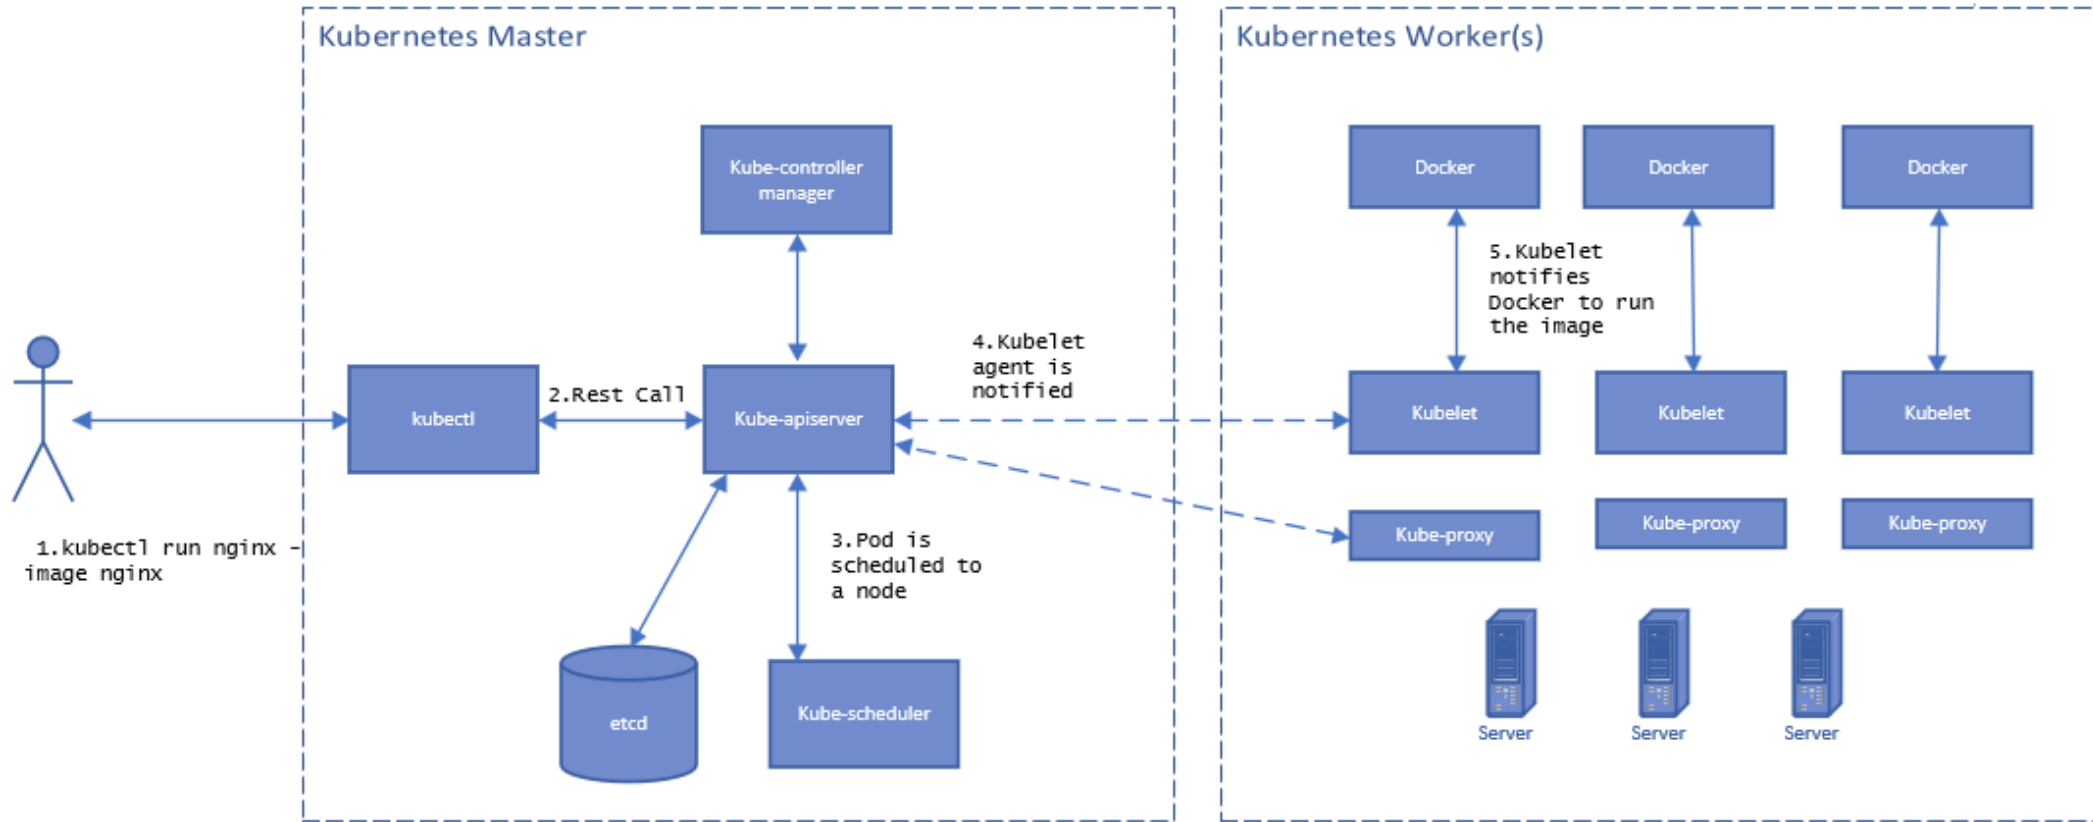 Kubernetes Master
Kubernetes Worker(s)
Kube-controller
manager
Docker
Docker
Docker
5.Kubelet
notifies
Docker to run
the image
4.Kubelet
agent is
notified
kubectl
2.Rest Call
Kube-apiserver
Kubelet
Kubelet
Kubelet
Kube-proxy
Kube-proxy
Kube-proxy
1.kubectl run nginx -
image nginx
3.Pod is
scheduled to
a node
etcd
Kube-scheduler
Server
Server
Server